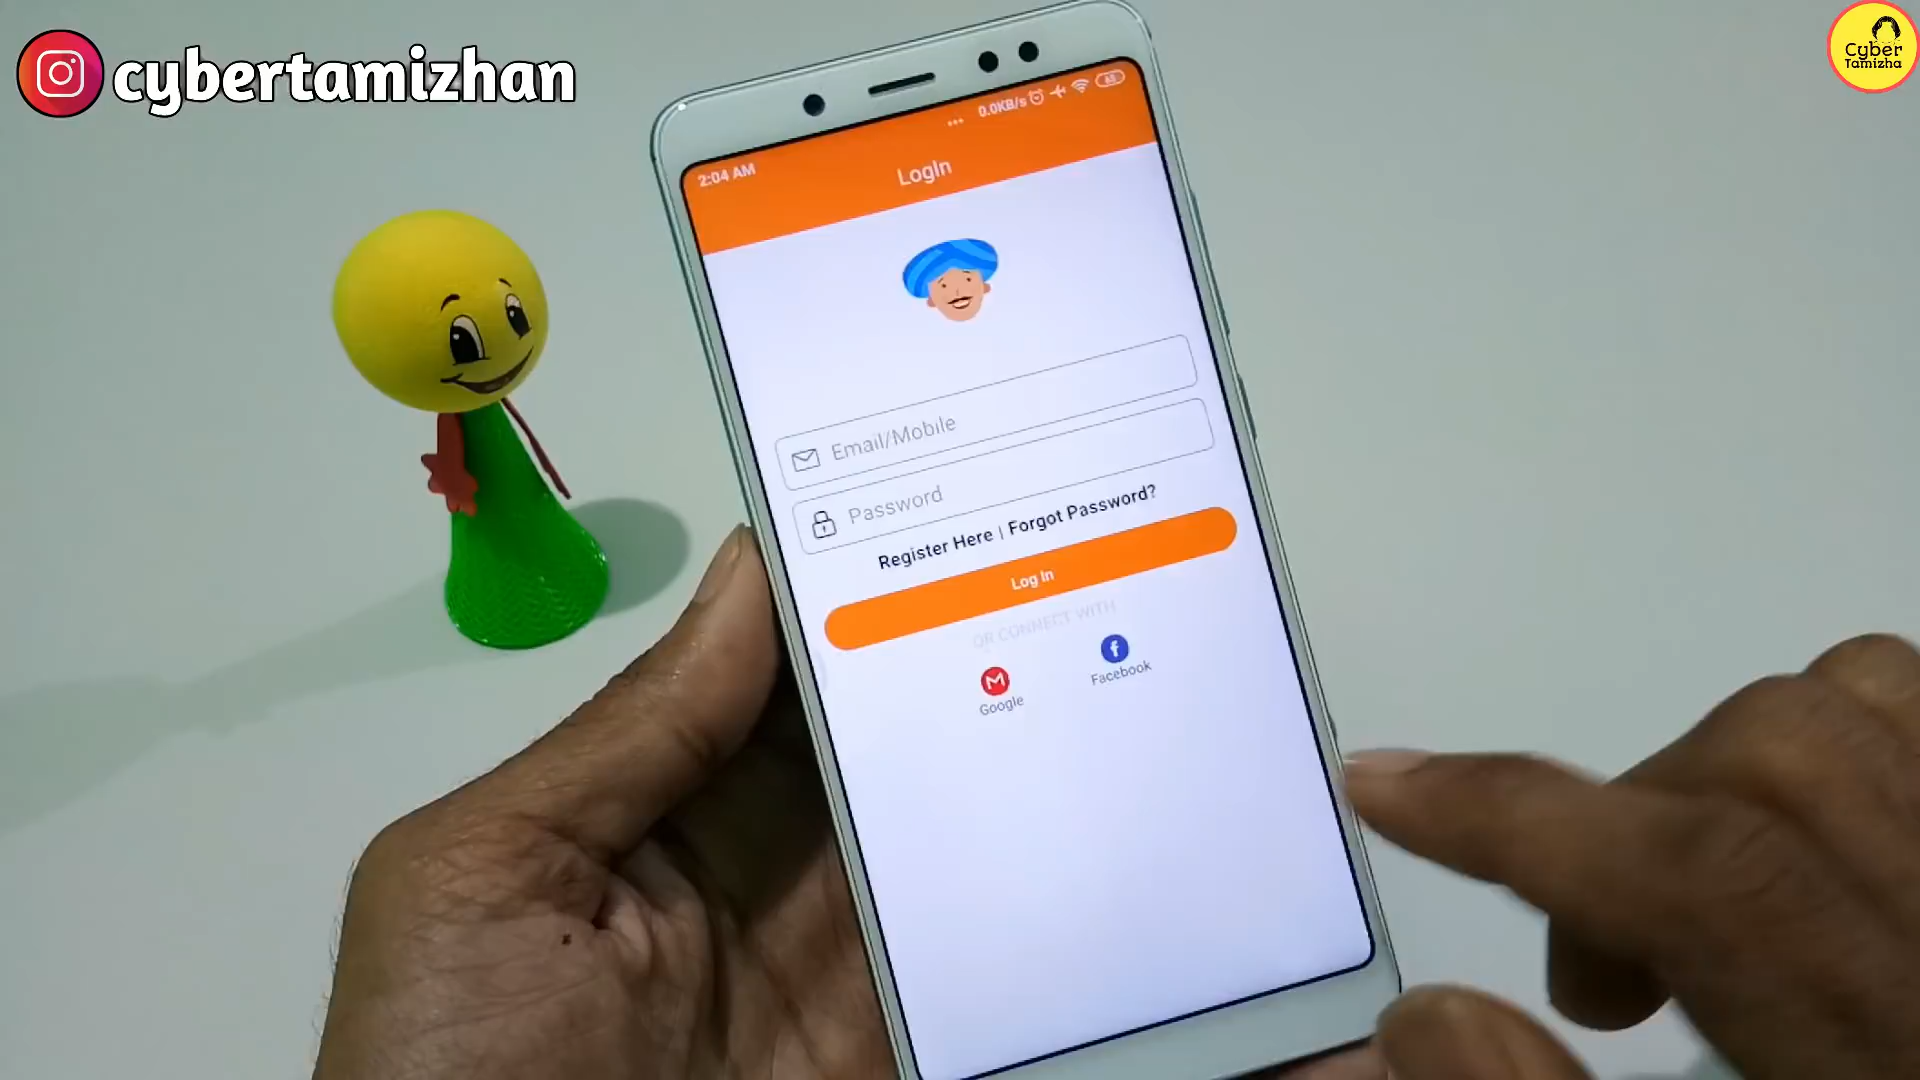 cybertamizhan
Cyber
Tamizha
2:04 AM
... 0.0KB/s 65
LogIn
Email/Mobile
Password
Register Here | Forgot Password?
Log In
OR CONNECT WITH
Google
Facebook